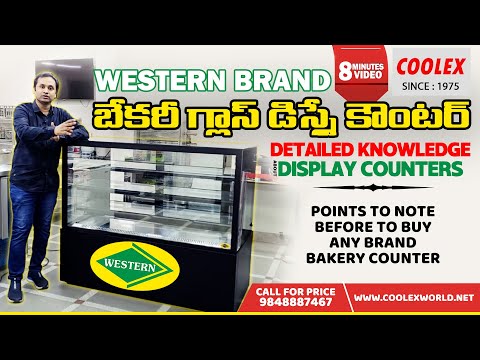 WESTERN BRAND
8 MINUTES VIDEO
COOLEX
SINCE : 1975
బేకరీ గ్లాస్ డిస్ప్లే కౌంటర్
DETAILED KNOWLEDGE
ABOUT DISPLAY COUNTERS
POINTS TO NOTE
BEFORE TO BUY
ANY BRAND
BAKERY COUNTER
WESTERN
CALL FOR PRICE
9848887467
WWW.COOLEXWORLD.NET